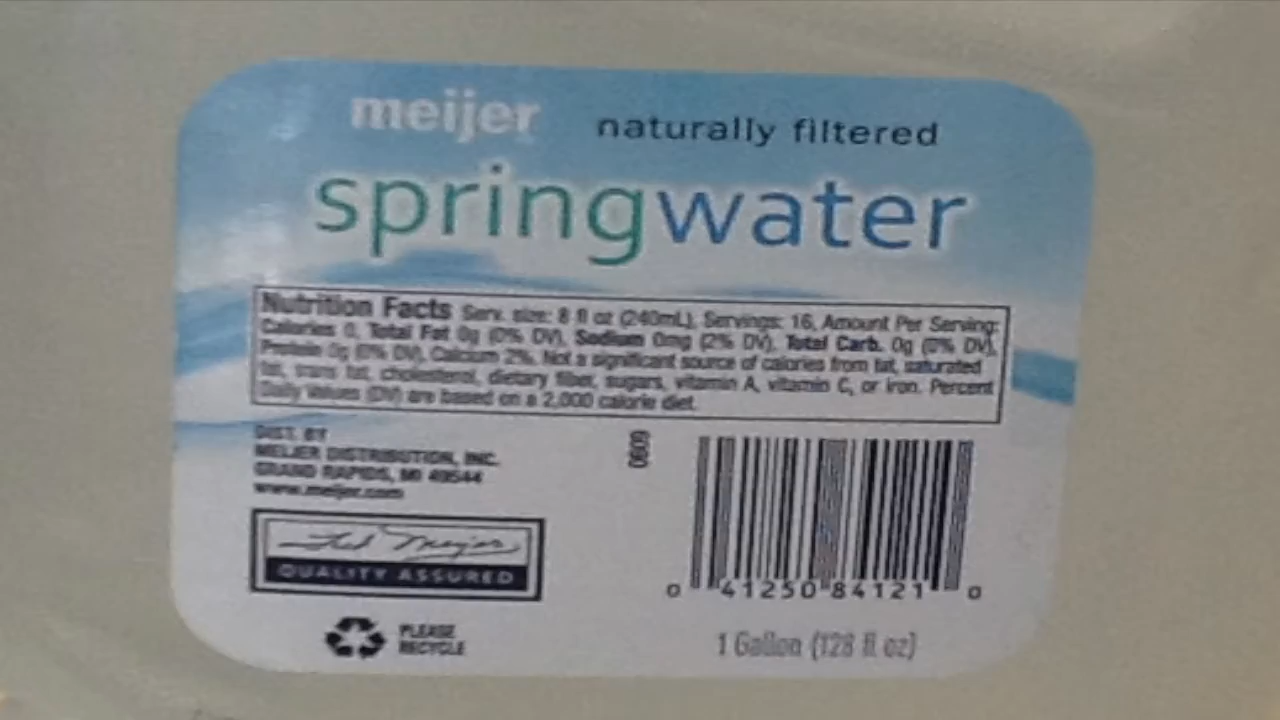 meijer naturally filtered
springwater
Nutrition Facts Serv. size: 8 fl oz (240mL), Servings: 16, Amount Per Serving:
Calories 0, Total Fat 0g (0% DV), Sodium 0mg (2% DV), Total Carb. 0g (0% DV),
Protein 0g (0% DV), Calcium 2%. Not a significant source of calories from fat, saturated
fat, trans fat, cholesterol, dietary fiber, sugars, vitamin A, vitamin C, or iron. Percent
Daily Values (DV) are based on a 2,000 calorie diet.
DIST. BY
MEIJER DISTRIBUTION, INC.
GRAND RAPIDS, MI 49544
www.meijer.com
0609
Fred Meijer
QUALITY ASSURED
0 41250 84121 0
PLEASE
RECYCLE
1 Gallon (128 fl oz)